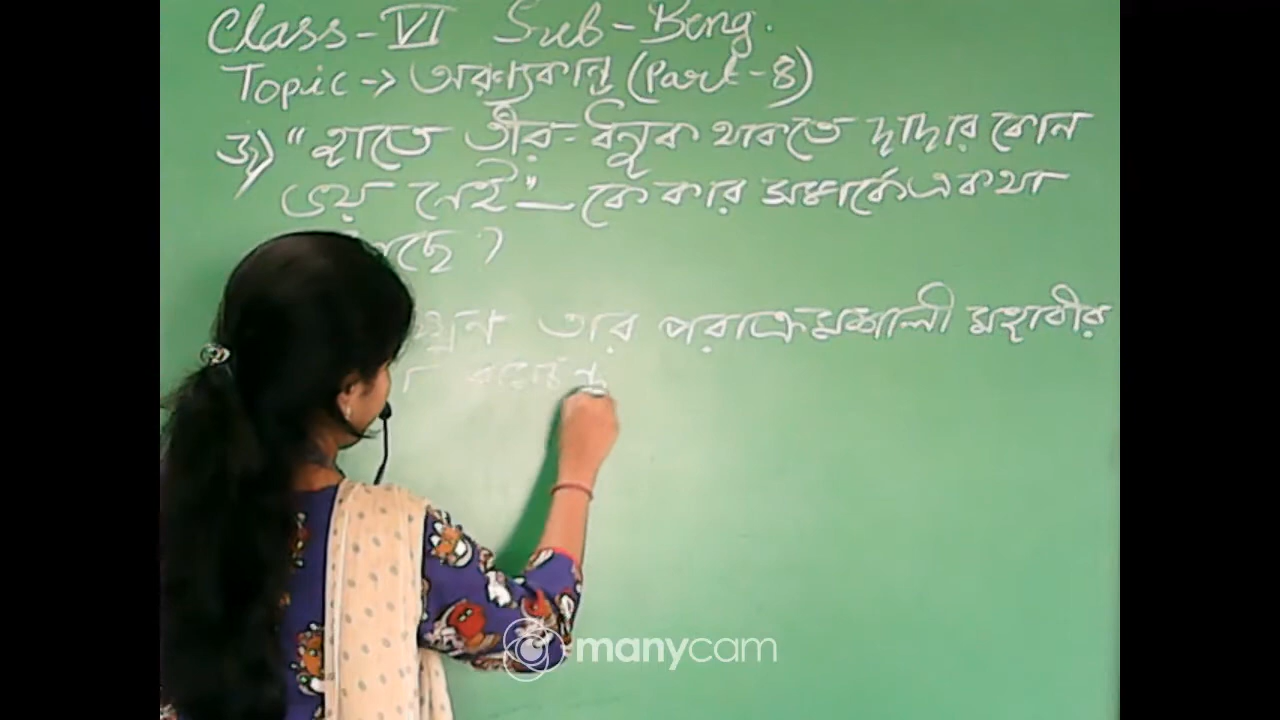 Class-VI Sub-Beng.
Topic → অরণ্যকান্ড (Part-8)
ঙ) "হাতে তীর-ধনুক থাকতে দাদার কোন
ভয় নেই" — কে কার সম্পর্কে একথা
ছে ?
তার পরাক্রমশালী মহাবীর
manycam